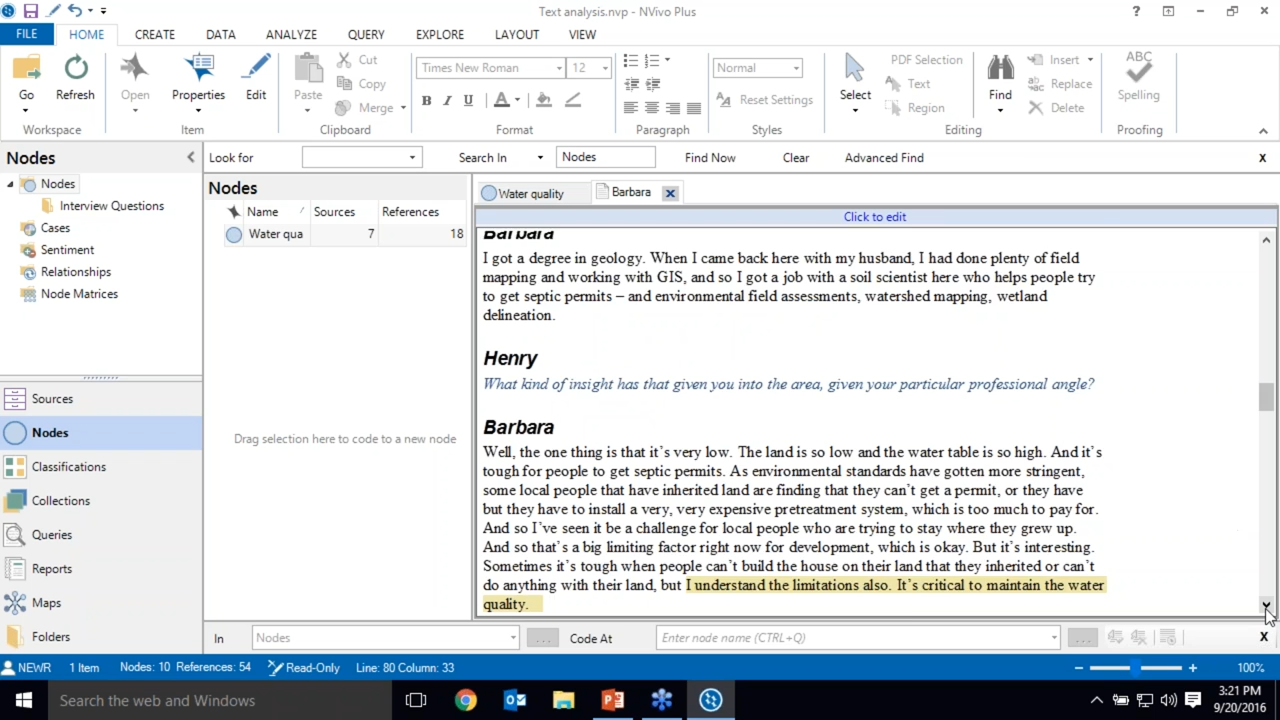 Text analysis.nvp - NVivo Plus
?
FILE HOME CREATE DATA ANALYZE QUERY EXPLORE LAYOUT VIEW
Go
Refresh
Workspace
Open
Properties
Edit
Item
Paste
Cut
Copy
Merge
Clipboard
Times New Roman 12
B I U A
Format
Paragraph
Normal
Reset Settings
Styles
Select
PDF Selection
Text
Region
Find
Insert
Replace
Delete
Editing
ABC
Spelling
Proofing
Nodes
Look for Search In Nodes Find Now Clear Advanced Find x
Nodes
Interview Questions
Cases
Sentiment
Relationships
Node Matrices
Sources
Nodes
Classifications
Collections
Queries
Reports
Maps
Folders
Nodes
Name Sources References
Water qua 7 18
Drag selection here to code to a new node
Water quality Barbara
Click to edit
Barbara
I got a degree in geology. When I came back here with my husband, I had done plenty of field
mapping and working with GIS, and so I got a job with a soil scientist here who helps people try
to get septic permits – and environmental field assessments, watershed mapping, wetland
delineation.
Henry
What kind of insight has that given you into the area, given your particular professional angle?
Barbara
Well, the one thing is that it's very low. The land is so low and the water table is so high. And it's
tough for people to get septic permits. As environmental standards have gotten more stringent,
some local people that have inherited land are finding that they can't get a permit, or they have
but they have to install a very, very expensive pretreatment system, which is too much to pay for.
And so I've seen it be a challenge for local people who are trying to stay where they grew up.
And so that's a big limiting factor right now for development, which is okay. But it's interesting.
Sometimes it's tough when people can't build the house on their land that they inherited or can't
do anything with their land, but I understand the limitations also. It's critical to maintain the water
quality.
In Nodes ... Code At Enter node name (CTRL+Q) ... x
NEWR 1 Item Nodes: 10 References: 54 Read-Only Line: 80 Column: 33 100%
Search the web and Windows
3:21 PM
9/20/2016